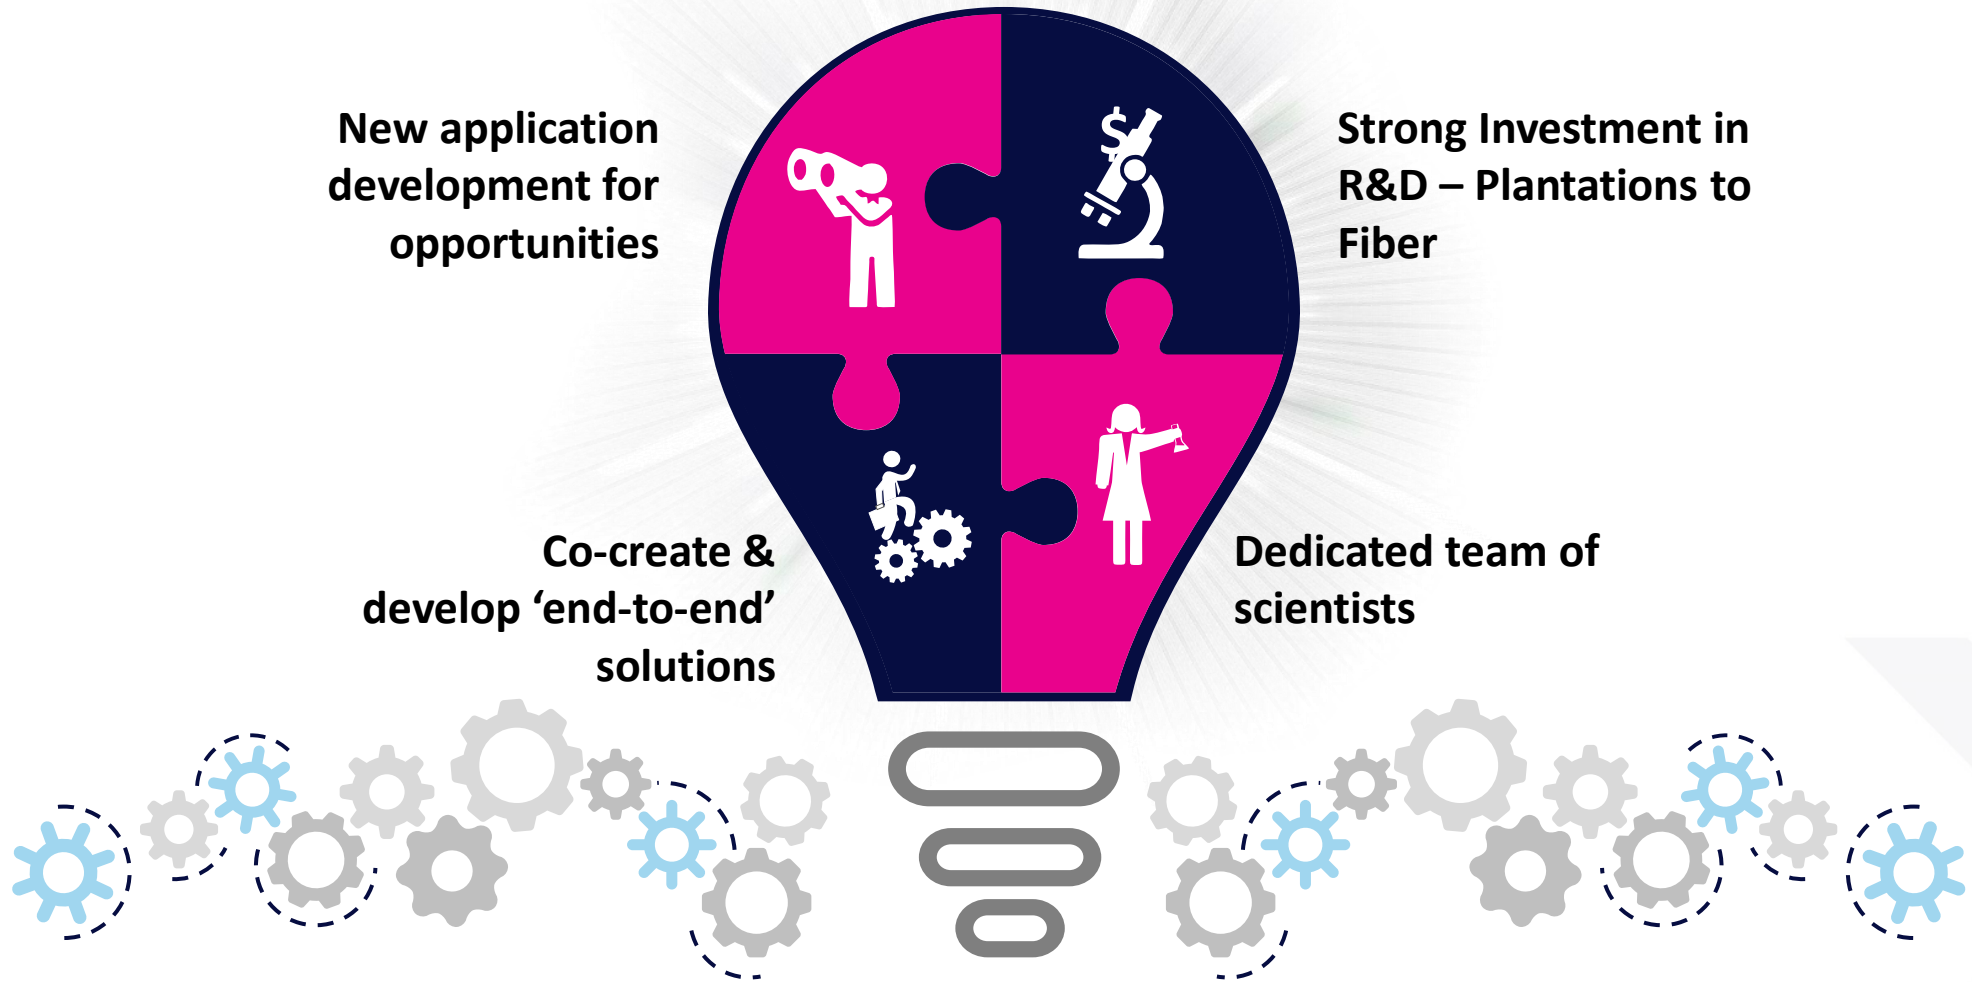 New application
development for
opportunities
$
Strong Investment in
R&D – Plantations to
Fiber
Co-create &
develop ‘end-to-end’
solutions
Dedicated team of
scientists